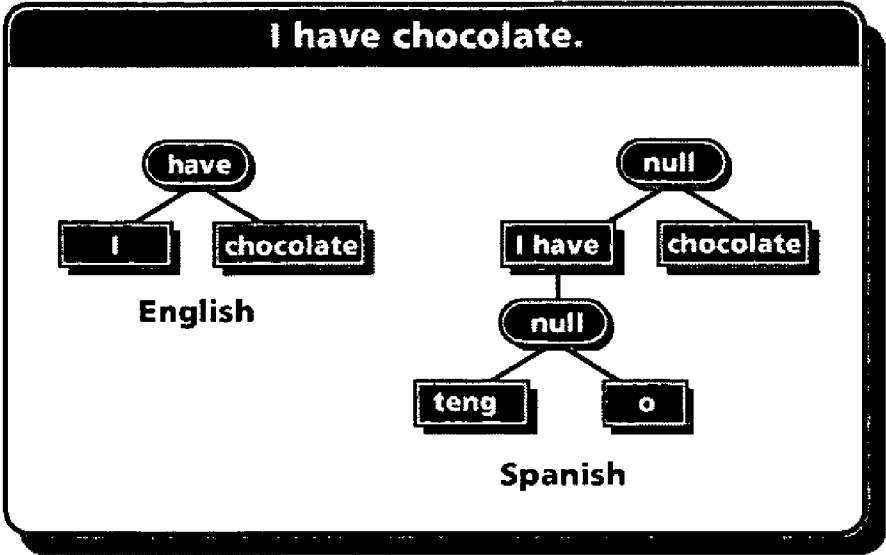 I have chocolate.
have
I
chocolate
English
null
I have
chocolate
null
teng
o
Spanish